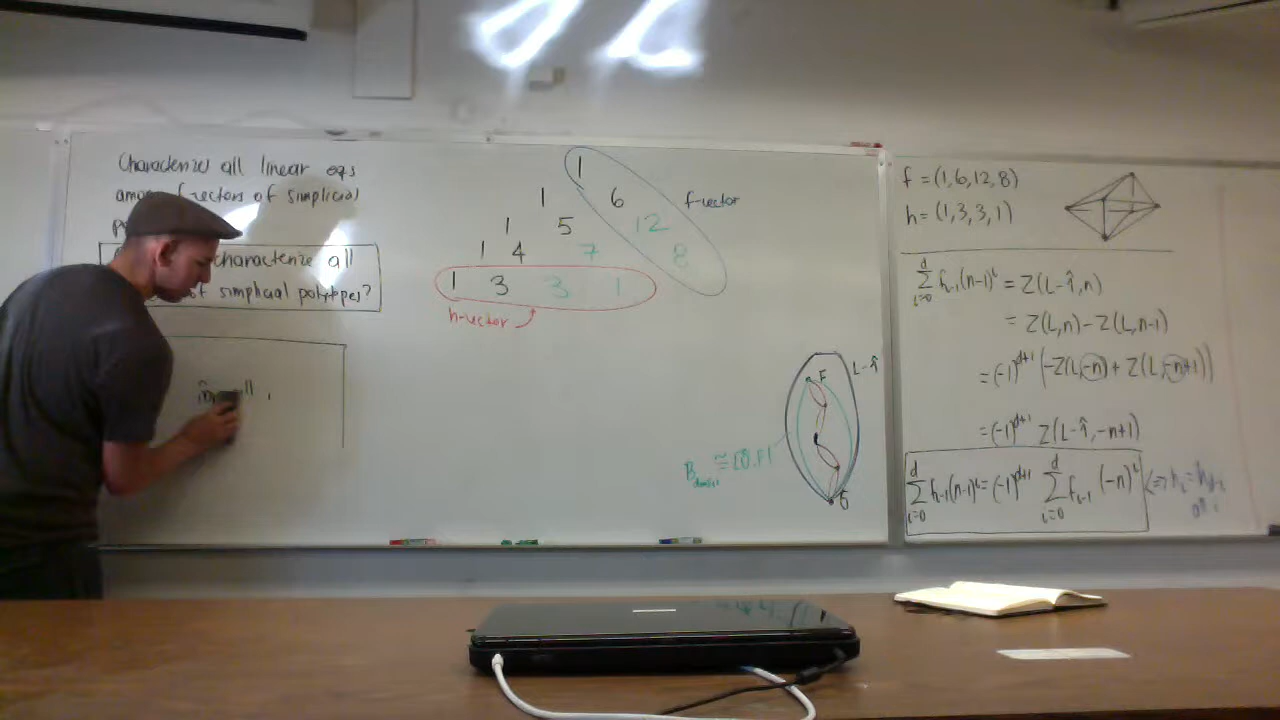 Characterize all linear eqs
among f-vectors of simplicial
characterize all
of simplicial polytopes?
1
1 6
f-vector
1 5 12
1 4 7 8
1 3 3 1
h-vector
L-1̂
F
≅[0̂,F]
0̂
f=(1,6,12,8)
h=(1,3,3,1)
∑_{i=0}^{d} f_{i-1}(n-1)^i = Z(L-1̂,n)
= Z(L,n)-Z(L,n-1)
=(-1)^{d+1}(-Z(L,-n)+Z(L,-n+1))
=(-1)^{d+1} Z(L-1̂,-n+1)
∑_{i=0}^{d} f_{i-1}(n-1)^i=(-1)^{d+1} ∑_{i=0}^{d} f_{i-1}(-n)^i <=> h_i=h_{d-i}
all i